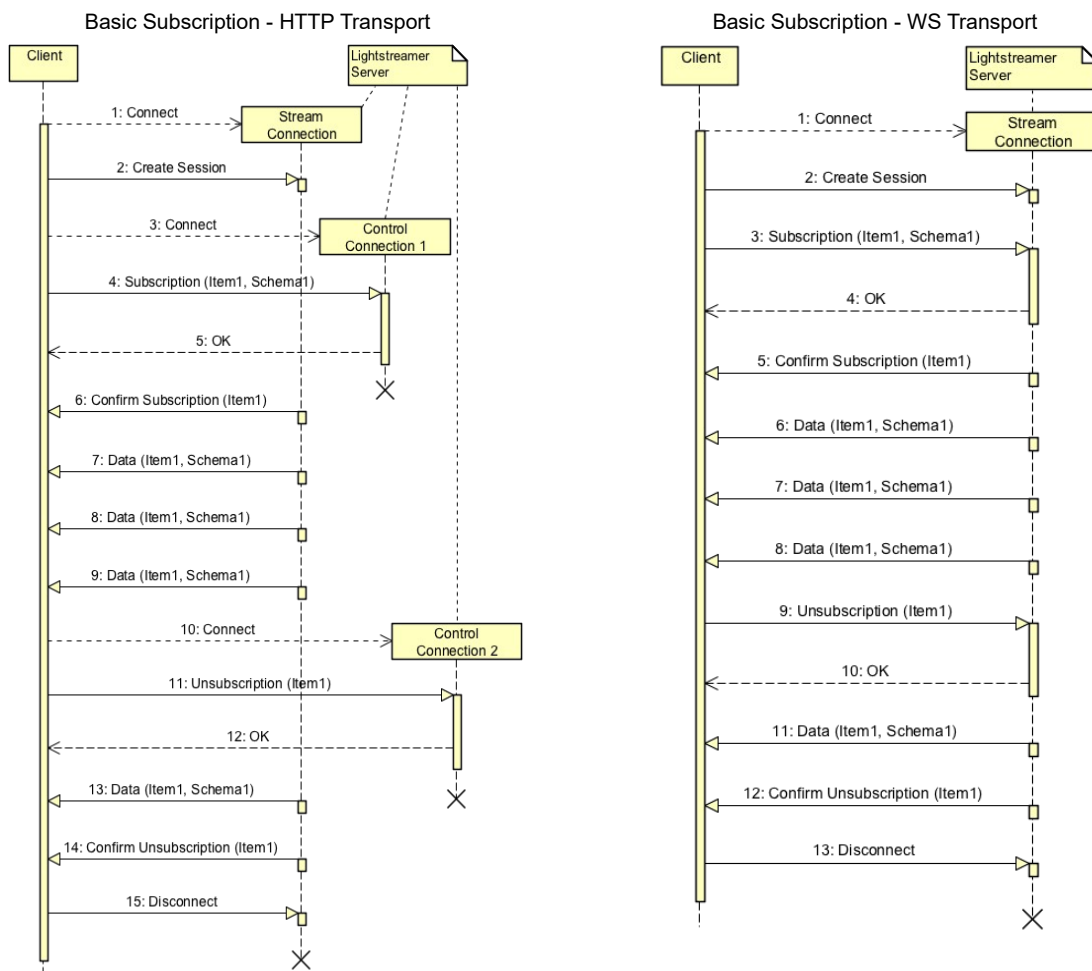 Basic Subscription - HTTP Transport
Client
Lightstreamer
Server
1: Connect
Stream
Connection
2: Create Session
3: Connect
Control
Connection 1
4: Subscription (Item1, Schema1)
5: OK
6: Confirm Subscription (Item1)
7: Data (Item1, Schema1)
8: Data (Item1, Schema1)
9: Data (Item1, Schema1)
10: Connect
Control
Connection 2
11: Unsubscription (Item1)
12: OK
13: Data (Item1, Schema1)
14: Confirm Unsubscription (Item1)
15: Disconnect
Basic Subscription - WS Transport
Client
Lightstreamer
Server
1: Connect
Stream
Connection
2: Create Session
3: Subscription (Item1, Schema1)
4: OK
5: Confirm Subscription (Item1)
6: Data (Item1, Schema1)
7: Data (Item1, Schema1)
8: Data (Item1, Schema1)
9: Unsubscription (Item1)
10: OK
11: Data (Item1, Schema1)
12: Confirm Unsubscription (Item1)
13: Disconnect